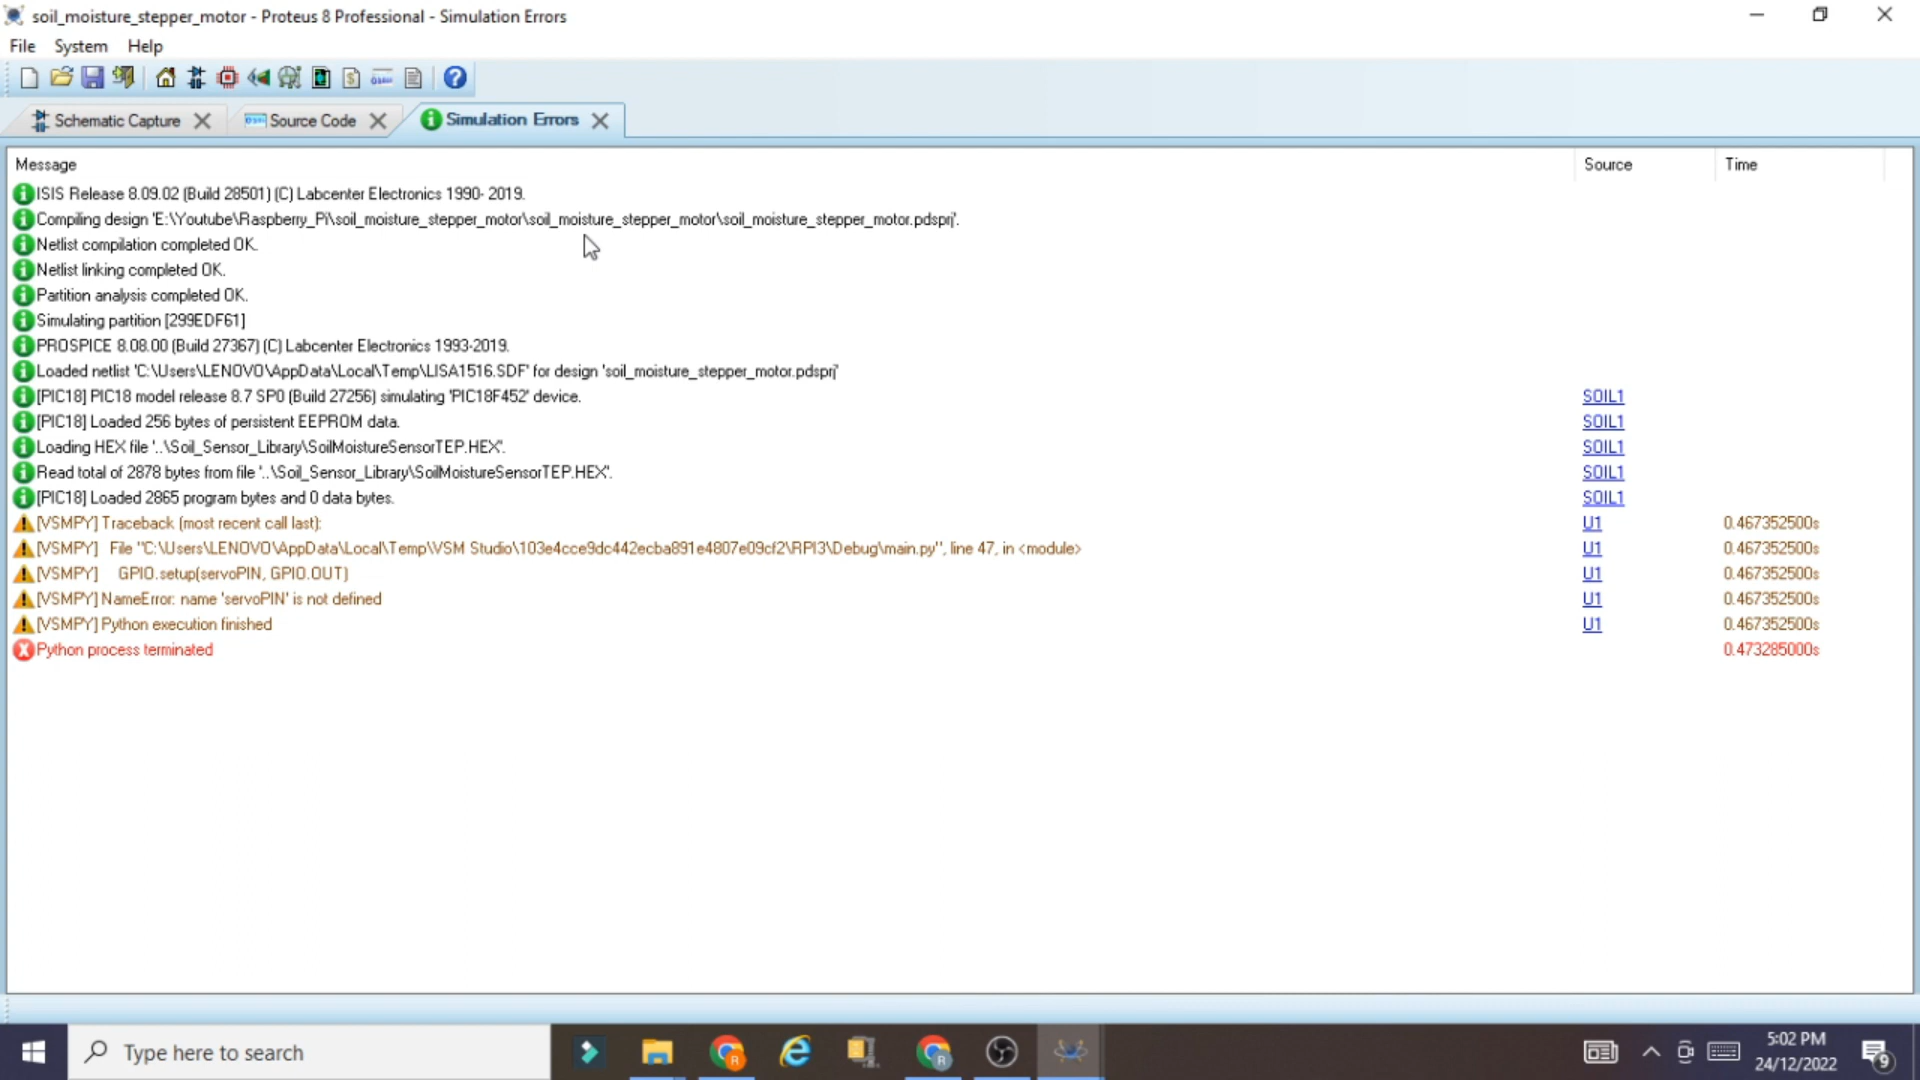 soil_moisture_stepper_motor - Proteus 8 Professional - Simulation Errors
File System Help
Schematic Capture Source Code Simulation Errors
Message Source Time
ISIS Release 8.09.02 (Build 28501) (C) Labcenter Electronics 1990- 2019.
Compiling design 'E:\Youtube\Raspberry_Pi\soil_moisture_stepper_motor\soil_moisture_stepper_motor\soil_moisture_stepper_motor.pdsprj'.
Netlist compilation completed OK.
Netlist linking completed OK.
Partition analysis completed OK.
Simulating partition [299EDF61]
PROSPICE 8.08.00 (Build 27367) (C) Labcenter Electronics 1993-2019.
Loaded netlist 'C:\Users\LENOVO\AppData\Local\Temp\LISA1516.SDF' for design 'soil_moisture_stepper_motor.pdsprj'
[PIC18] PIC18 model release 8.7 SP0 (Build 27256) simulating 'PIC18F452' device. SOIL1
[PIC18] Loaded 256 bytes of persistent EEPROM data. SOIL1
Loading HEX file '..\Soil_Sensor_Library\SoilMoistureSensorTEP.HEX'. SOIL1
Read total of 2878 bytes from file '..\Soil_Sensor_Library\SoilMoistureSensorTEP.HEX'. SOIL1
[PIC18] Loaded 2865 program bytes and 0 data bytes. SOIL1
[VSMPY] Traceback (most recent call last): U1 0.467352500s
[VSMPY] File "C:\Users\LENOVO\AppData\Local\Temp\VSM Studio\103e4cce9dc442ecba891e4807e09cf2\RPI3\Debug\main.py", line 47, in <module> U1 0.467352500s
[VSMPY] GPIO.setup(servoPIN, GPIO.OUT) U1 0.467352500s
[VSMPY] NameError: name 'servoPIN' is not defined U1 0.467352500s
[VSMPY] Python execution finished U1 0.467352500s
Python process terminated 0.473285000s
Type here to search
5:02 PM
24/12/2022
9